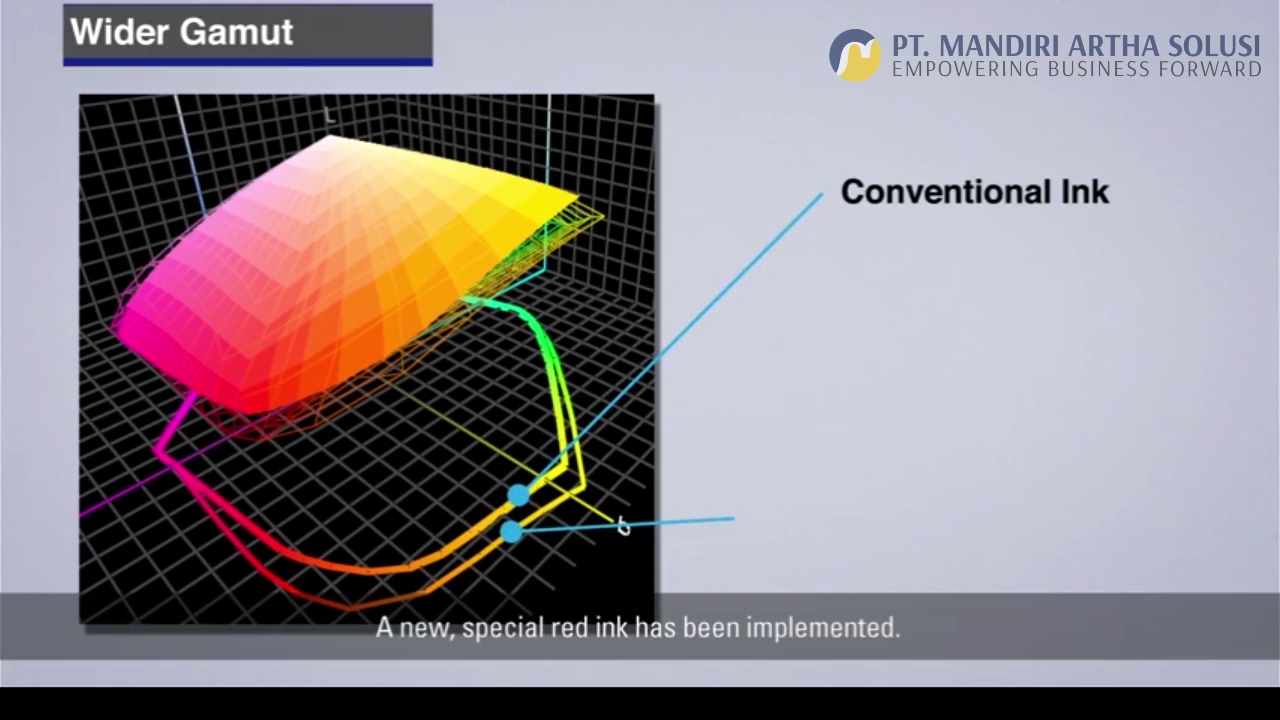 Wider Gamut
PT. MANDIRI ARTHA SOLUSI
EMPOWERING BUSINESS FORWARD
L
Conventional Ink
b
A new, special red ink has been implemented.